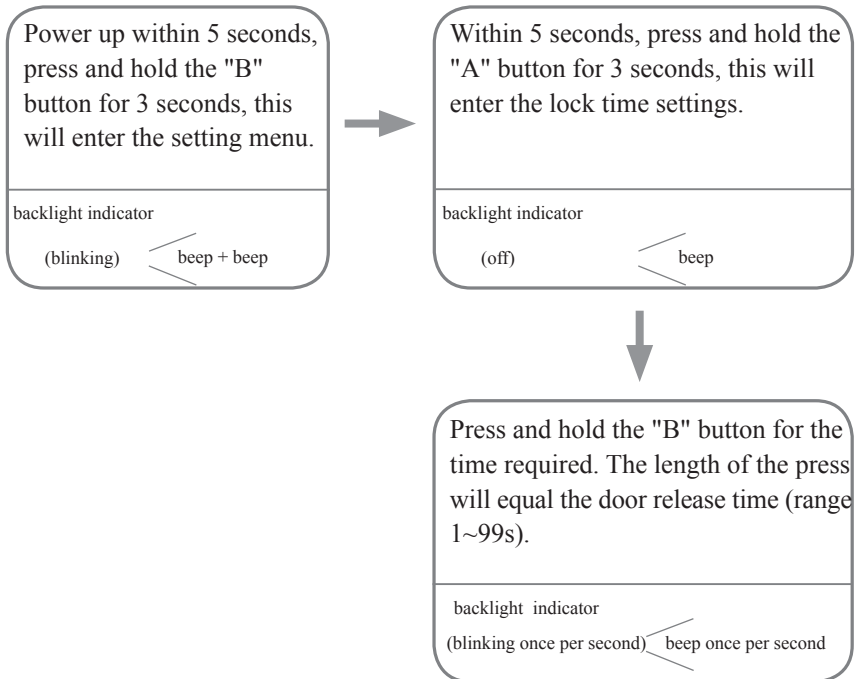 Power up within 5 seconds,
press and hold the "B"
button for 3 seconds, this
will enter the setting menu.
backlight indicator
(blinking) beep + beep
Within 5 seconds, press and hold the
"A" button for 3 seconds, this will
enter the lock time settings.
backlight indicator
(off) beep
Press and hold the "B" button for the
time required. The length of the press
will equal the door release time (range
1~99s).
backlight indicator
(blinking once per second) beep once per second